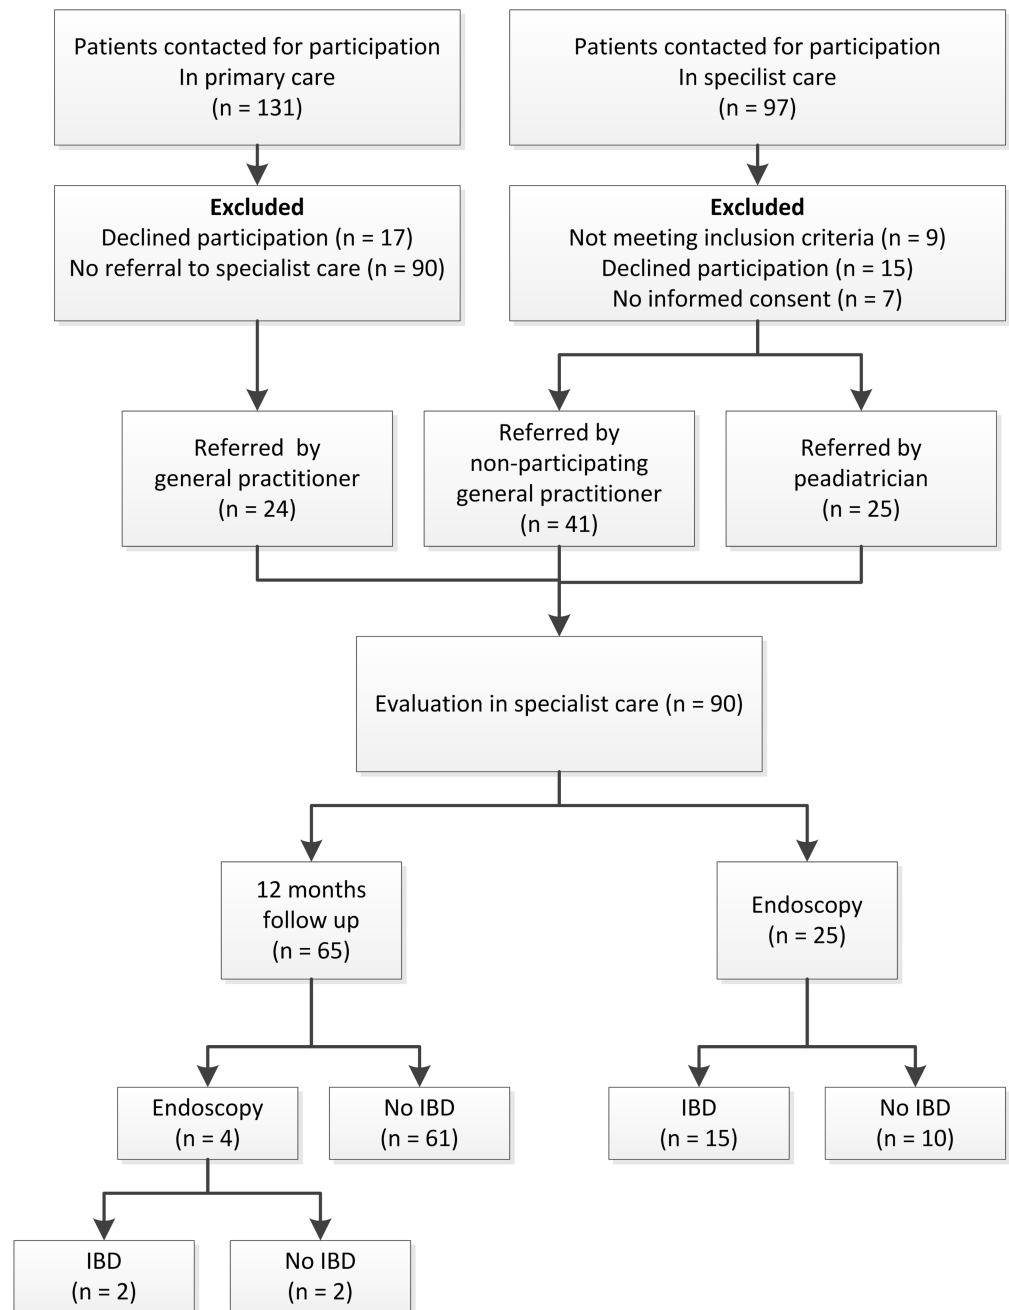 Patients contacted for participation
In primary care
(n = 131)
Patients contacted for participation
In specilist care
(n = 97)
Excluded
Declined participation (n = 17)
No referral to specialist care (n = 90)
Excluded
Not meeting inclusion criteria (n = 9)
Declined participation (n = 15)
No informed consent (n = 7)
Referred by
general practitioner
(n = 24)
Referred by
non-participating
general practitioner
(n = 41)
Referred by
peadiatrician
(n = 25)
Evaluation in specialist care (n = 90)
12 months
follow up
(n = 65)
Endoscopy
(n = 25)
Endoscopy
(n = 4)
No IBD
(n = 61)
IBD
(n = 15)
No IBD
(n = 10)
IBD
(n = 2)
No IBD
(n = 2)